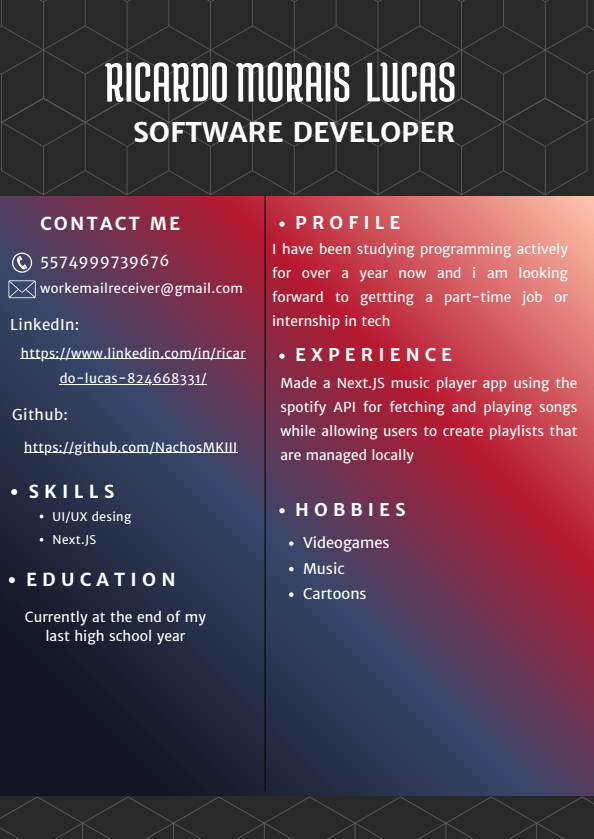 RICARDO MORAIS LUCAS
SOFTWARE DEVELOPER
CONTACT ME
5574999739676
workemailreceiver@gmail.com
LinkedIn:
https://www.linkedin.com/in/ricar
do-lucas-824668331/
Github:
https://github.com/NachosMKIII
• SKILLS
• UI/UX desing
• Next.JS
• EDUCATION
Currently at the end of my
last high school year
• PROFILE
I have been studying programming actively
for over a year now and i am looking
forward to gettting a part-time job or
internship in tech
• EXPERIENCE
Made a Next.JS music player app using the
spotify API for fetching and playing songs
while allowing users to create playlists that
are managed locally
• HOBBIES
• Videogames
• Music
• Cartoons